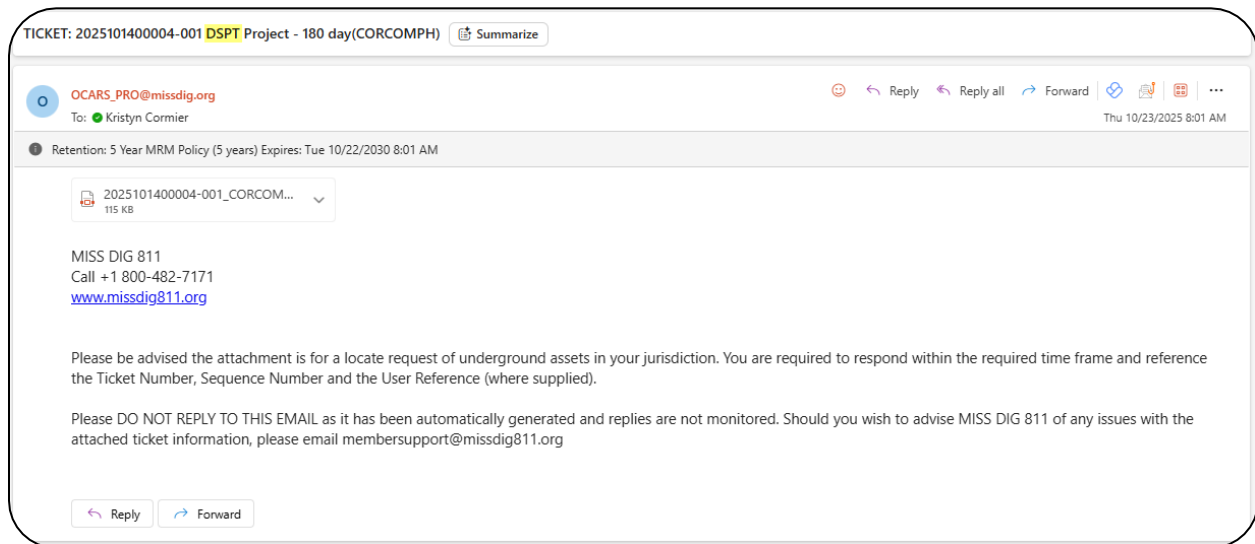 TICKET: 2025101400004-001 DSPT Project - 180 day(CORCOMPH) Summarize
O
OCARS_PRO@missdig.org
Reply Reply all Forward
To: Kristyn Cormier
Thu 10/23/2025 8:01 AM
Retention: 5 Year MRM Policy (5 years) Expires: Tue 10/22/2030 8:01 AM
2025101400004-001_CORCOM...
115 KB
MISS DIG 811
Call +1 800-482-7171
www.missdig811.org
Please be advised the attachment is for a locate request of underground assets in your jurisdiction. You are required to respond within the required time frame and reference
the Ticket Number, Sequence Number and the User Reference (where supplied).
Please DO NOT REPLY TO THIS EMAIL as it has been automatically generated and replies are not monitored. Should you wish to advise MISS DIG 811 of any issues with the
attached ticket information, please email membersupport@missdig811.org
Reply Forward